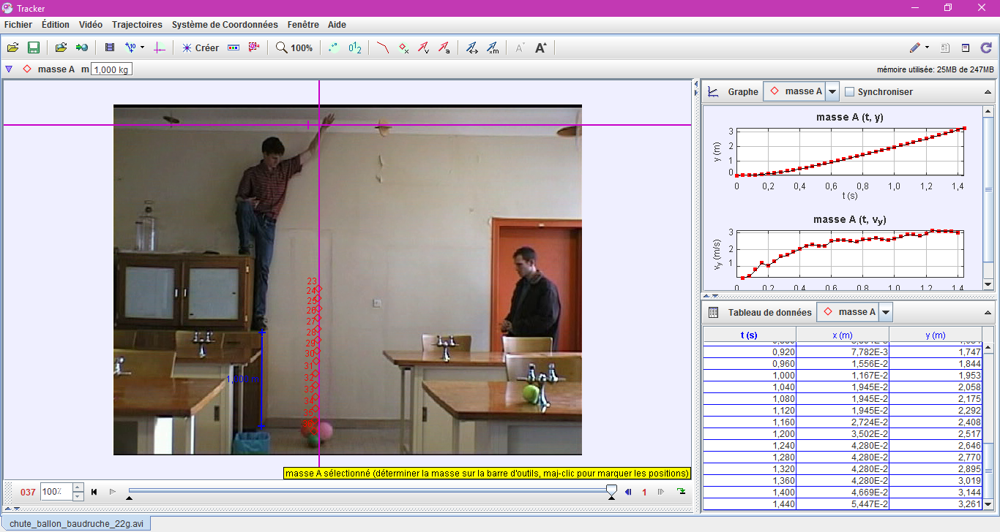 Tracker
Fichier Édition Vidéo Trajectoires Système de Coordonnées Fenêtre Aide
Créer 100%
masse A m 1,000 kg mémoire utilisée: 25MB de 247MB
Graphe masse A Synchroniser
masse A (t, y)
y (m)
3
2
1
0
0 0,2 0,4 0,6 0,8 1,0 1,2 1,4
t (s)
masse A (t, vy)
vy (m/s)
3
2
1
0 0,2 0,4 0,6 0,8 1,0 1,2 1,4
23
24
25
26
27
28
29
30
31
32
33
34
35
1,000 m
masse A sélectionné (déterminer la masse sur la barre d'outils, maj-clic pour marquer les positions)
Tableau de données masse A
t (s) x (m) y (m)
0,920 7,782E-3 1,747
0,960 1,556E-2 1,844
1,000 1,167E-2 1,953
1,040 1,945E-2 2,058
1,080 1,945E-2 2,175
1,120 1,945E-2 2,292
1,160 2,724E-2 2,408
1,200 3,502E-2 2,517
1,240 4,280E-2 2,646
1,280 4,280E-2 2,770
1,320 4,280E-2 2,895
1,360 4,280E-2 3,019
1,400 4,669E-2 3,144
1,440 5,447E-2 3,261
037 100% 1
chute_ballon_baudruche_22g.avi